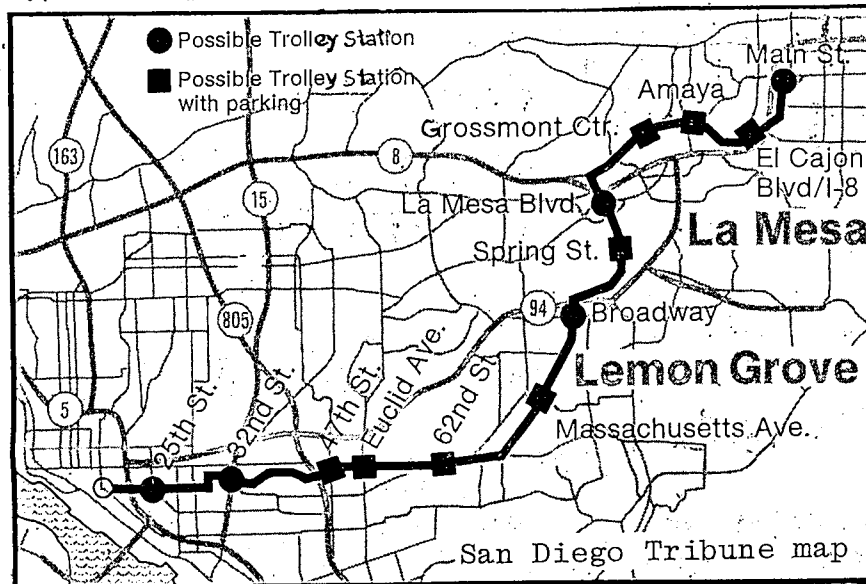 Possible Trolley Station
Possible Trolley Station
with parking
Main St.
Amaya
Grossmont Ctr.
163
8
El Cajon
Blvd/I-8
15
La Mesa Blvd.
La Mesa
Spring St.
805
94
Broadway
Lemon Grove
5
25th St.
32nd St.
47th St.
Euclid Ave.
62nd St.
Massachusetts Ave.
San Diego Tribune map